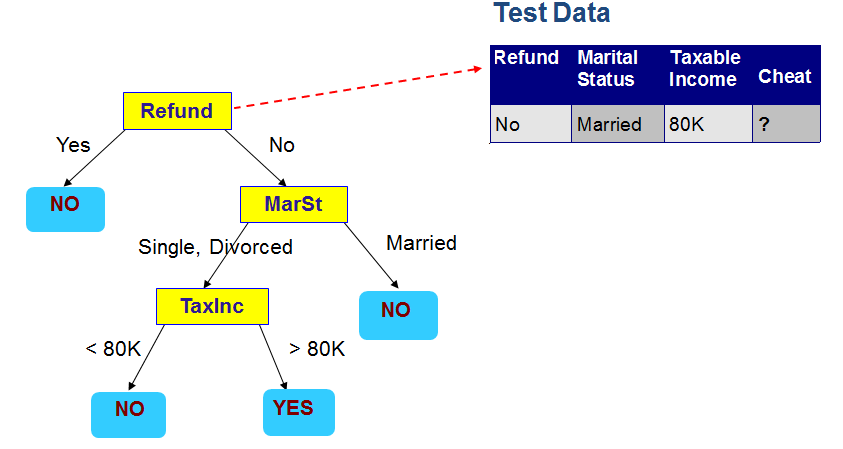 Test Data
Refund Marital Status Taxable Income Cheat
No Married 80K ?
Refund
Yes No
NO MarSt
Single, Divorced Married
TaxInc NO
< 80K > 80K
NO YES